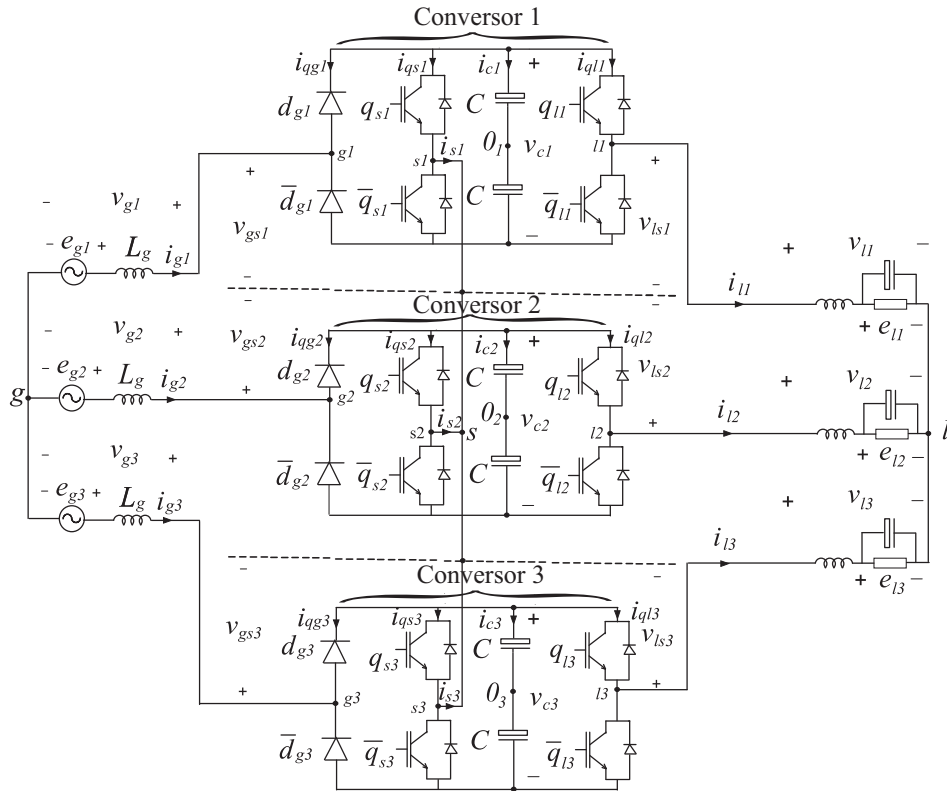 Conversor 1
i_qg1 i_qs1 i_c1 + i_ql1
d_g1 q_s1 C q_l1
g1 s1 i_s1 0_1 v_c1 l1
+ +
− v_g1 + d̅_g1 q̅_s1 C q̅_l1
v_gs1 − v_ls1
− e_g1 + L_g i_g1 + v_l1 −
− − i_l1
Conversor 2
− − + e_l1 −
− v_g2 + v_gs2 i_qg2 i_qs2 i_c2 + i_ql2
d_g2 q_s2 C q_l2 v_ls2
− e_g2 + L_g i_g2 + g2 + v_l2 −
g s2 i_s2 s 0_2 v_c2 l2 + i_l2 l
v_g3 d̅_g2 q̅_s2 C q̅_l2 + e_l2 −
− +
− e_g3 + L_g i_g3 − + v_l3 −
i_l3
− Conversor 3 − + e_l3 −
v_gs3 i_qg3 i_qs3 i_c3 + i_ql3
d_g3 q_s3 C q_l3 v_ls3
+ g3 s3 i_s3 0_3 v_c3 l3 +
d̅_g3 q̅_s3 C q̅_l3
−